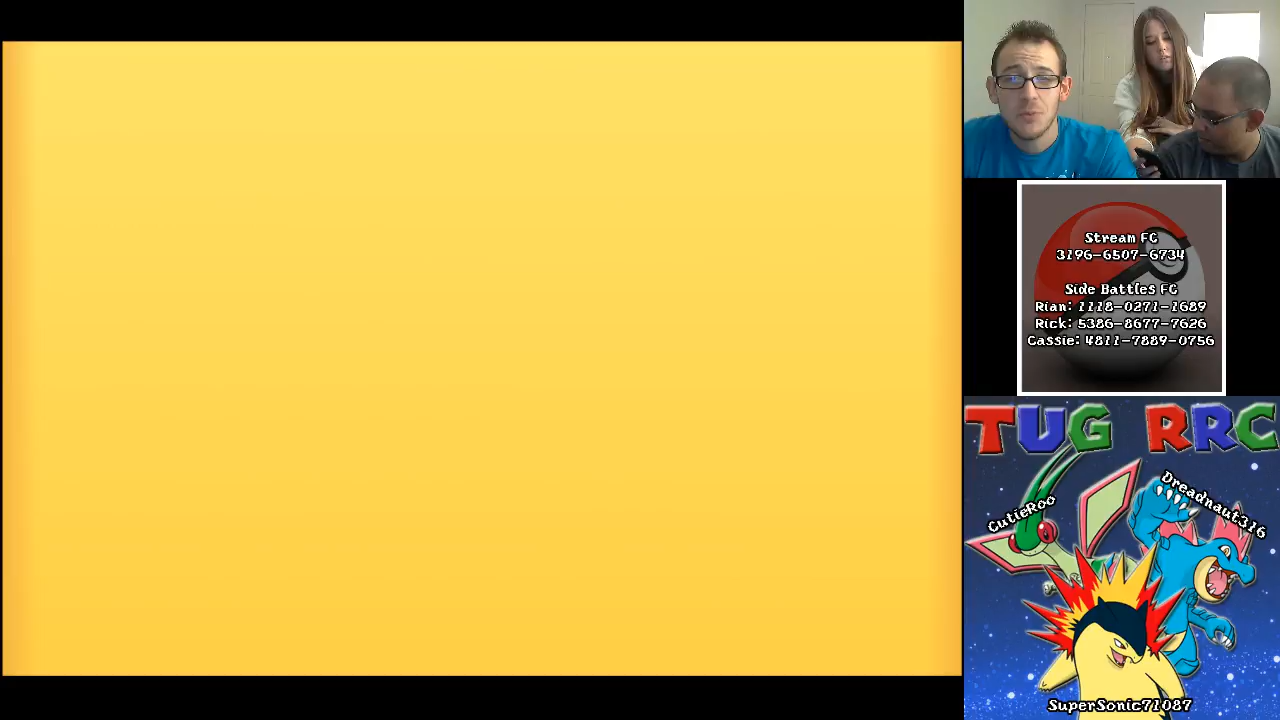 Stream FC
3196-6507-6734
Side Battles FC
Rian: 1118-0271-1689
Rick: 5386-8677-7626
Cassie: 4811-7889-0756
TUG RRC
CutieRoo
Dreadnaut316
SuperSonic71087